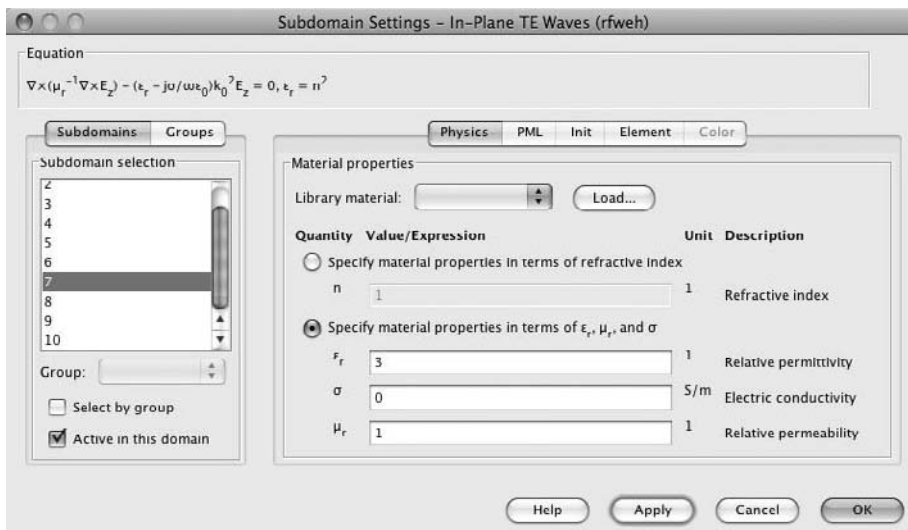 Subdomain Settings – In-Plane TE Waves (rfweh)
Equation
∇×(μr⁻¹∇×Ez) − (εr − jσ/ωε0)k0²Ez = 0, εr = n²
Subdomains Groups
Subdomain selection
2
3
4
5
6
7
8
9
10
Group:
Select by group
Active in this domain
Physics PML Init Element Color
Material properties
Library material: Load...
Quantity Value/Expression Unit Description
Specify material properties in terms of refractive index
n 1 1 Refractive index
Specify material properties in terms of εr, μr, and σ
εr 3 1 Relative permittivity
σ 0 S/m Electric conductivity
μr 1 1 Relative permeability
Help Apply Cancel OK